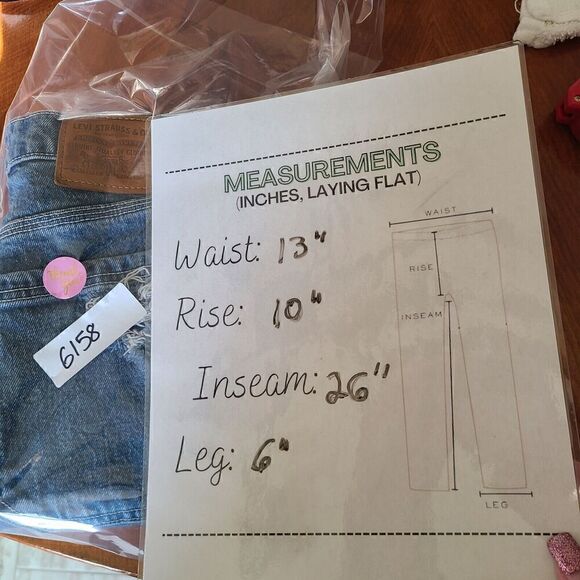 LEVI STRAUSS & CO
6158
MEASUREMENTS
(INCHES, LAYING FLAT)
Waist: 13"
Rise: 10"
Inseam: 26"
Leg: 6"
WAIST
RISE
INSEAM
LEG